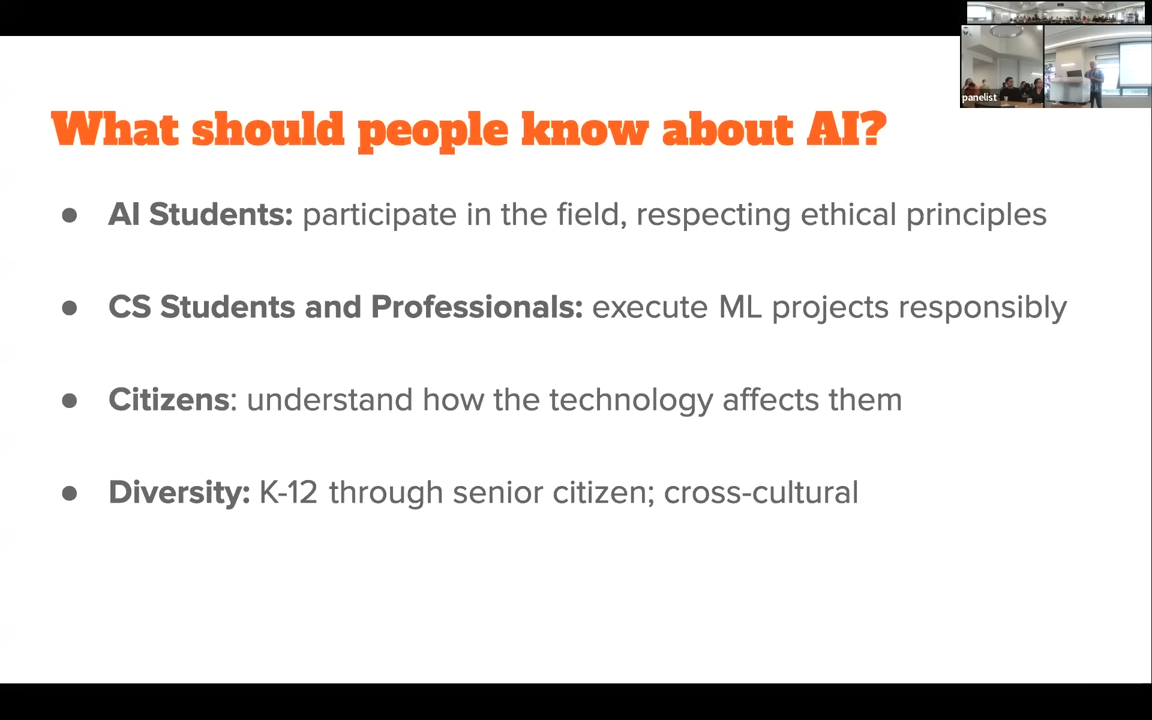 What should people know about AI?
● AI Students: participate in the field, respecting ethical principles
● CS Students and Professionals: execute ML projects responsibly
● Citizens: understand how the technology affects them
● Diversity: K-12 through senior citizen; cross-cultural
panelist